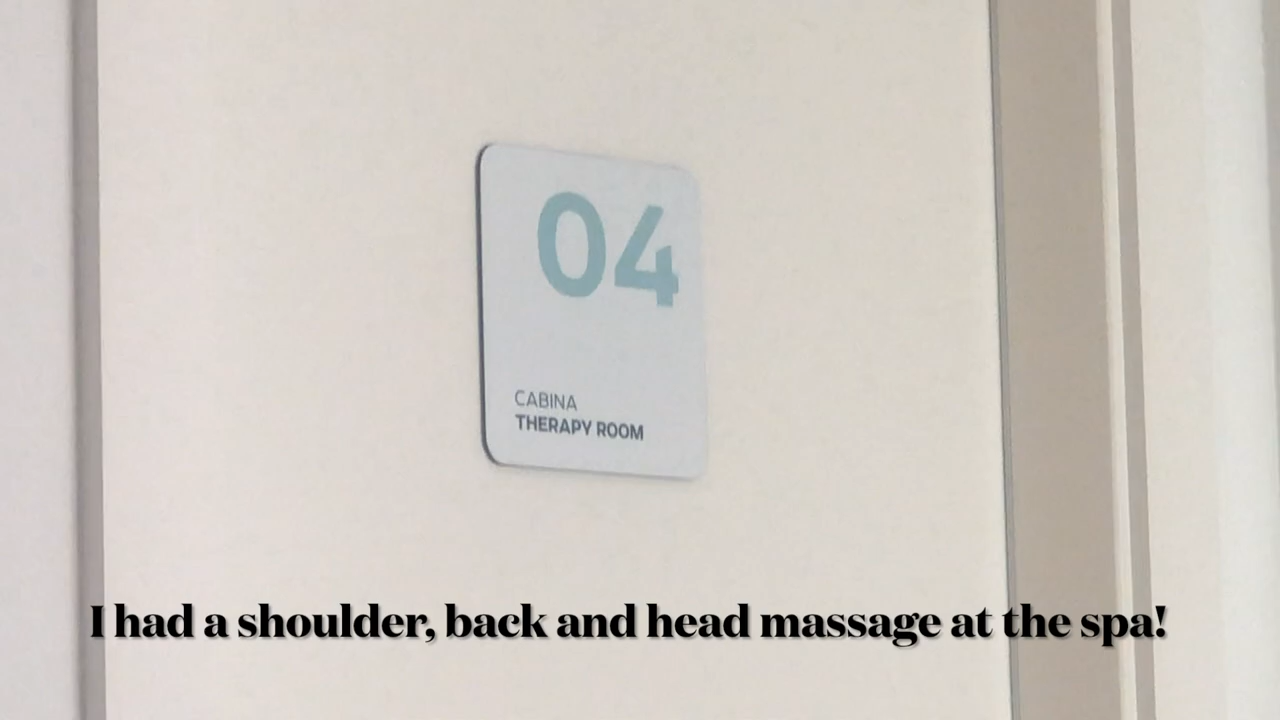 04
CABINA
THERAPY ROOM
I had a shoulder, back and head massage at the spa!